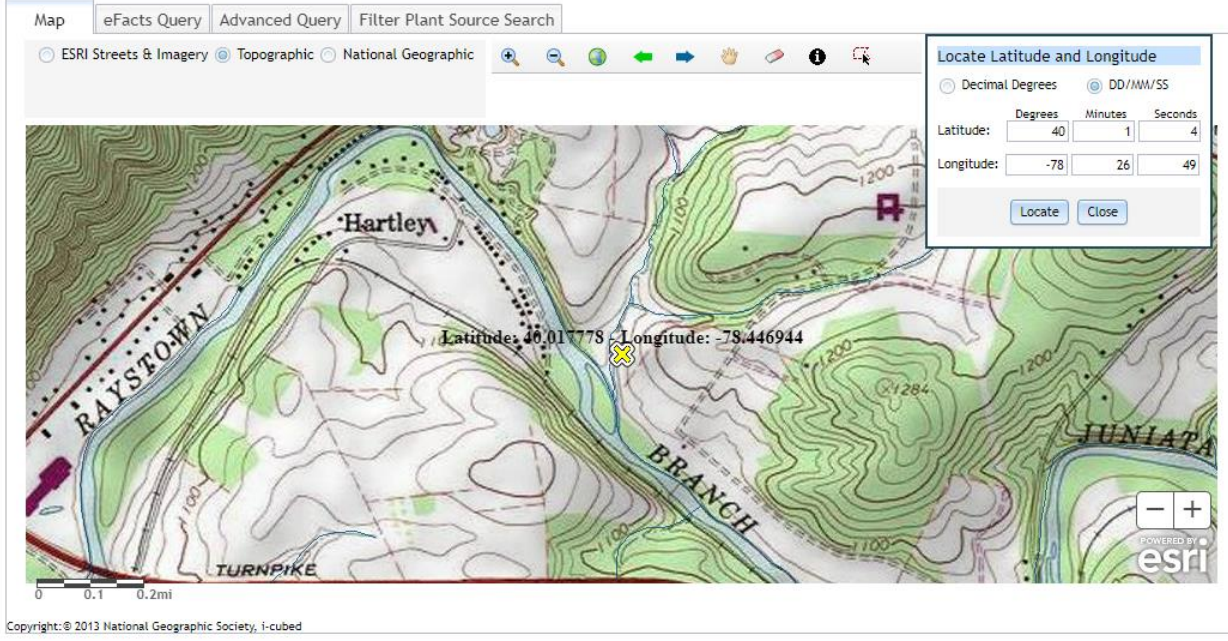 Map eFacts Query Advanced Query Filter Plant Source Search
ESRI Streets & Imagery Topographic National Geographic
Locate Latitude and Longitude
Decimal Degrees DD/MM/SS
Degrees Minutes Seconds
Latitude: 40 1 4
Longitude: -78 26 49
Locate Close
1200
1200
1100
Hartley
Latitude: 40.017778 - Longitude: -78.446944
RAYSTOWN
1200
1200
×1284
BRANCH
JUNIATA
1100
1100
1100
TURNPIKE
− +
POWERED BY
esri
0 0.1 0.2mi
Copyright:© 2013 National Geographic Society, i-cubed